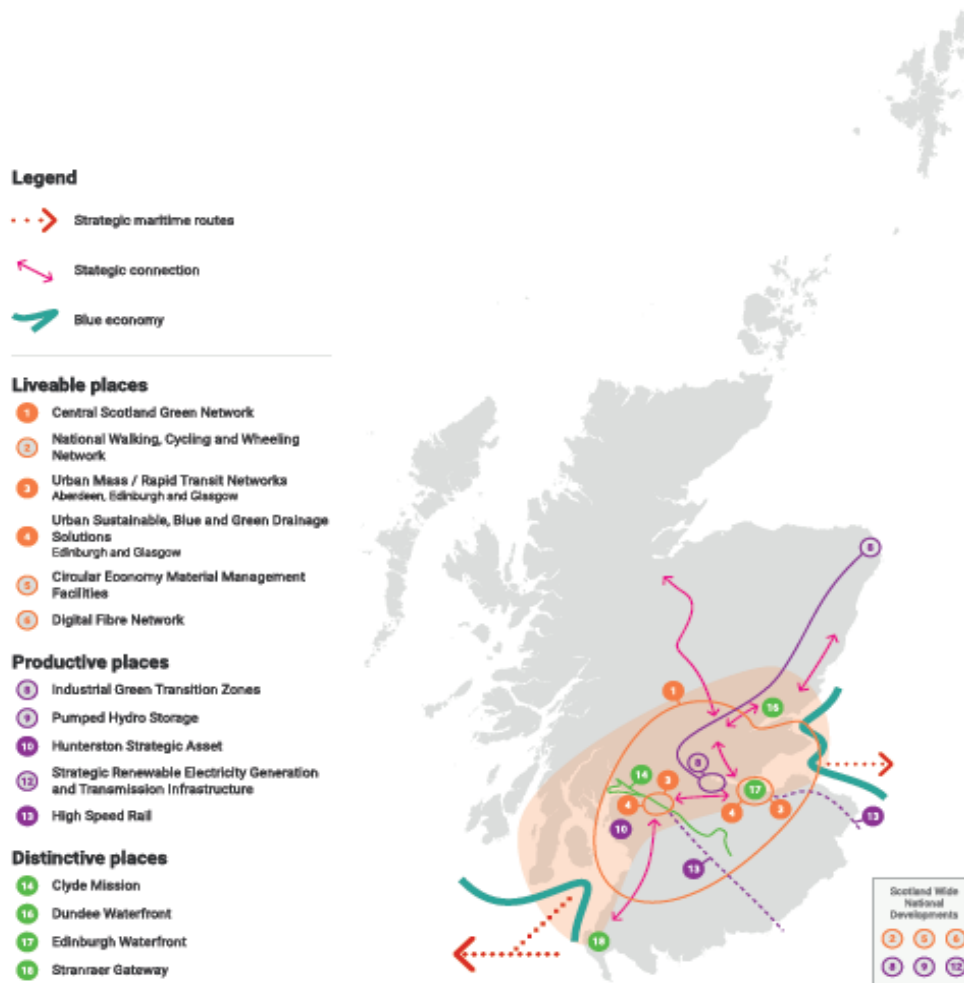 Legend
Strategic maritime routes
Stategic connection
Blue economy
Liveable places
1 Central Scotland Green Network
2 National Walking, Cycling and Wheeling
Network
3 Urban Mass / Rapid Transit Networks
Aberdeen, Edinburgh and Glasgow
4 Urban Sustainable, Blue and Green Drainage
Solutions
Edinburgh and Glasgow
5 Circular Economy Material Management
Facilities
6 Digital Fibre Network
Productive places
8 Industrial Green Transition Zones
9 Pumped Hydro Storage
10 Hunterston Strategic Asset
12 Strategic Renewable Electricity Generation
and Transmission Infrastructure
13 High Speed Rail
Distinctive places
14 Clyde Mission
16 Dundee Waterfront
17 Edinburgh Waterfront
18 Stranraer Gateway
8
1
16
8
14
3
17
4
4
3
10
13
13
18
Scotland Wide
National
Developments
2 5 6
8 9 12